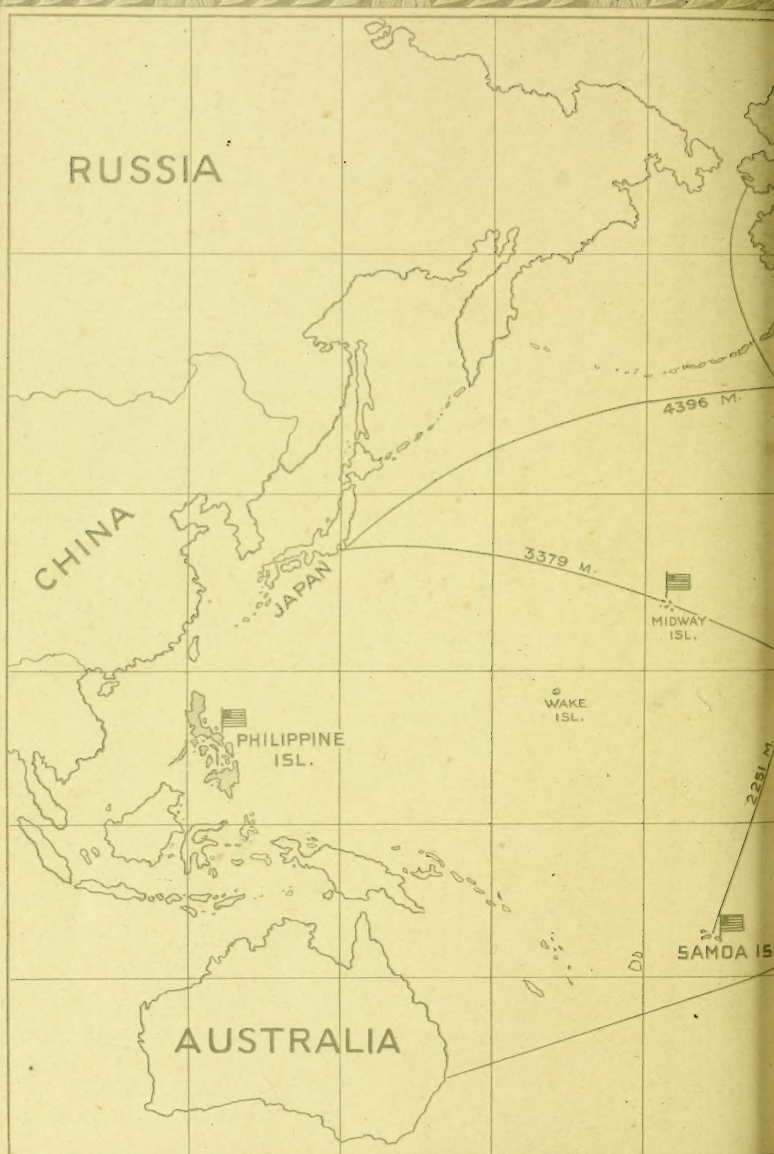 RUSSIA
4396 M.
CHINA
3379 M.
JAPAN
MIDWAY
ISL.
WAKE
ISL.
PHILIPPINE
ISL.
2251 M.
SAMOA IS
AUSTRALIA